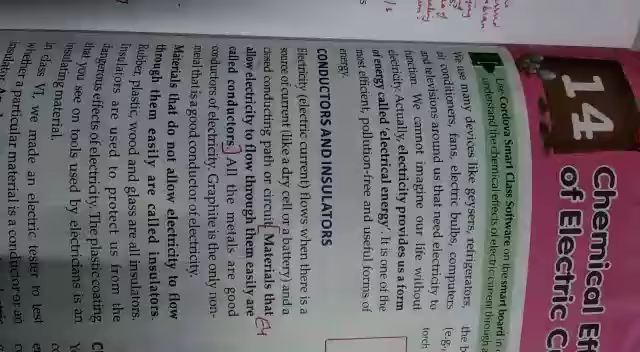 14
Chemical Ef
of Electric C
Use Cordova Smart Class Software on the smart board in
understand the chemical effects of electric current through a
We use many devices like geysers, refrigerators,
air conditioners, fans, electric bulbs, computers
and televisions around us that need electricity to
function. We cannot imagine our life without
electricity. Actually, electricity provides us a form
of energy called 'electrical energy'. It is one of the
most efficient, pollution-free and useful forms of
energy.
CONDUCTORS AND INSULATORS
Electricity (electric current) flows when there is a
source of current (like a dry cell or a battery) and a
closed conducting path or circuit. Materials that
allow electricity to flow through them easily are
called conductors. All the metals are good
conductors of electricity. Graphite is the only non-
metal that is a good conductor of electricity.
Materials that do not allow electricity to flow
through them easily are called insulators.
Rubber, plastic, wood and glass are all insulators.
Insulators are used to protect us from the
dangerous effects of electricity. The plastic coating
that you see on tools used by electricians is an
insulating material.
in class VI, we made an electric tester to test
whether a particular material is a conductor or an
insulator.
the b
(e.g.,
torch